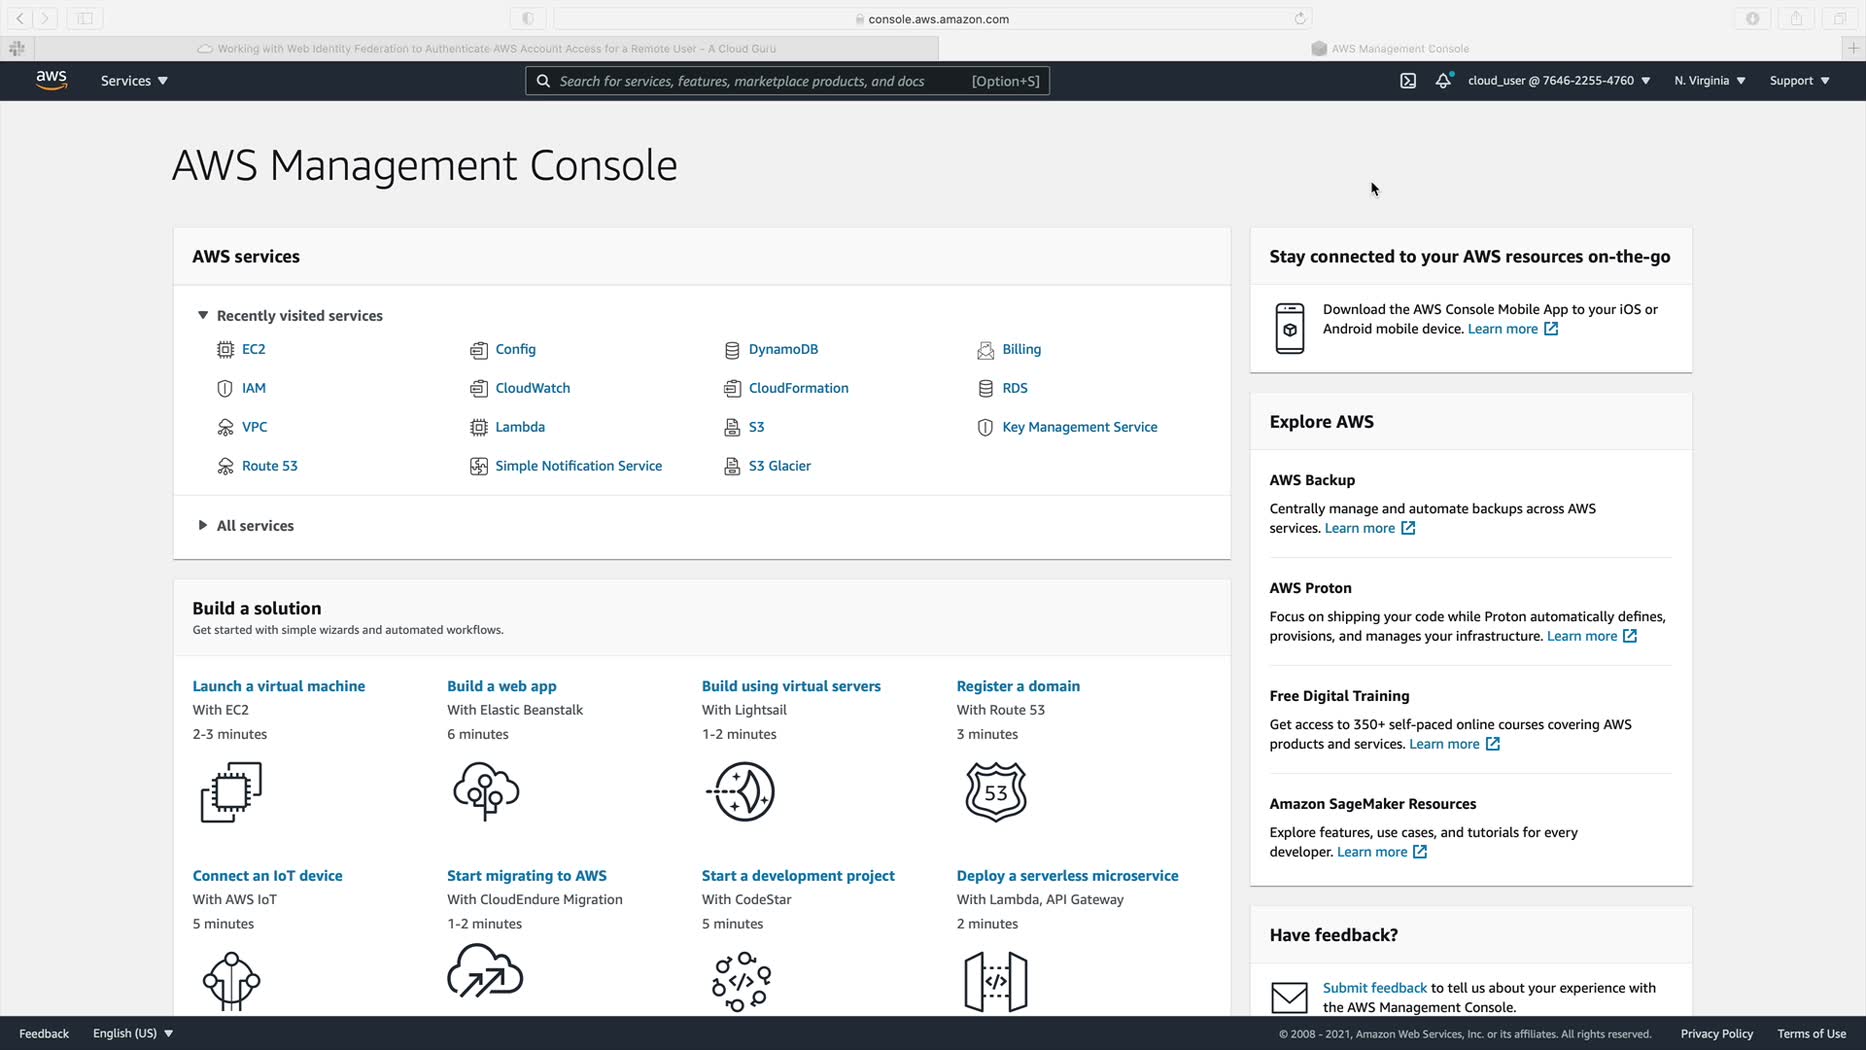 console.aws.amazon.com
Working with Web Identity Federation to Authenticate AWS Account Access for a Remote User - A Cloud Guru
AWS Management Console
aws
Services
Search for services, features, marketplace products, and docs [Option+S]
cloud_user @ 7646-2255-4760
N. Virginia
Support
AWS Management Console
AWS services
Recently visited services
EC2
Config
DynamoDB
Billing
IAM
CloudWatch
CloudFormation
RDS
VPC
Lambda
S3
Key Management Service
Route 53
Simple Notification Service
S3 Glacier
All services
Build a solution
Get started with simple wizards and automated workflows.
Launch a virtual machine
With EC2
2-3 minutes
Build a web app
With Elastic Beanstalk
6 minutes
Build using virtual servers
With Lightsail
1-2 minutes
Register a domain
With Route 53
3 minutes
53
Connect an IoT device
With AWS IoT
5 minutes
Start migrating to AWS
With CloudEndure Migration
1-2 minutes
Start a development project
With CodeStar
5 minutes
</>
Deploy a serverless microservice
With Lambda, API Gateway
2 minutes
</>
Stay connected to your AWS resources on-the-go
Download the AWS Console Mobile App to your iOS or
Android mobile device. Learn more
Explore AWS
AWS Backup
Centrally manage and automate backups across AWS
services. Learn more
AWS Proton
Focus on shipping your code while Proton automatically defines,
provisions, and manages your infrastructure. Learn more
Free Digital Training
Get access to 350+ self-paced online courses covering AWS
products and services. Learn more
Amazon SageMaker Resources
Explore features, use cases, and tutorials for every
developer. Learn more
Have feedback?
Submit feedback to tell us about your experience with
the AWS Management Console.
Feedback
English (US)
© 2008 - 2021, Amazon Web Services, Inc. or its affiliates. All rights reserved.
Privacy Policy
Terms of Use